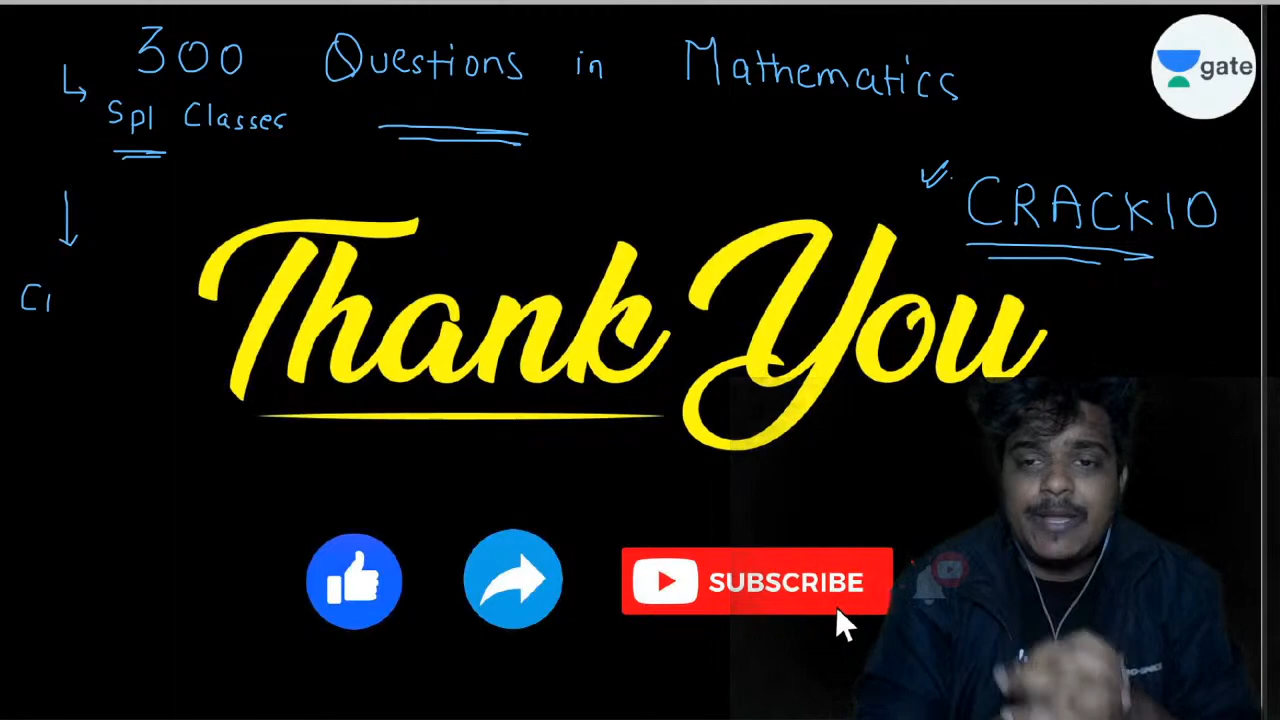 300 Questions in Mathematics
gate
Spl Classes
CRACK10
Thank You
SUBSCRIBE